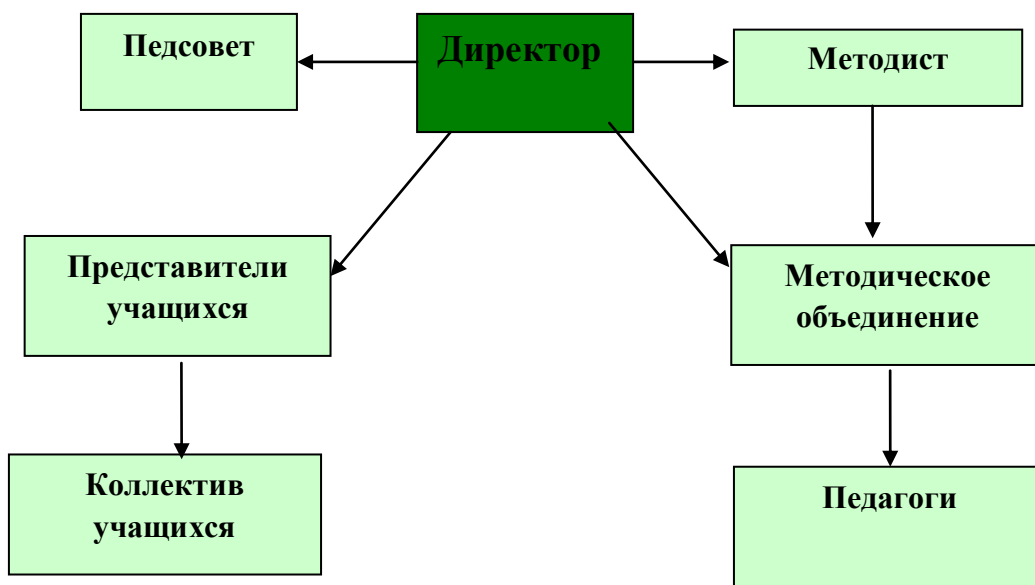 Педсовет
Директор
Методист
Представители
учащихся
Методическое
объединение
Коллектив
учащихся
Педагоги